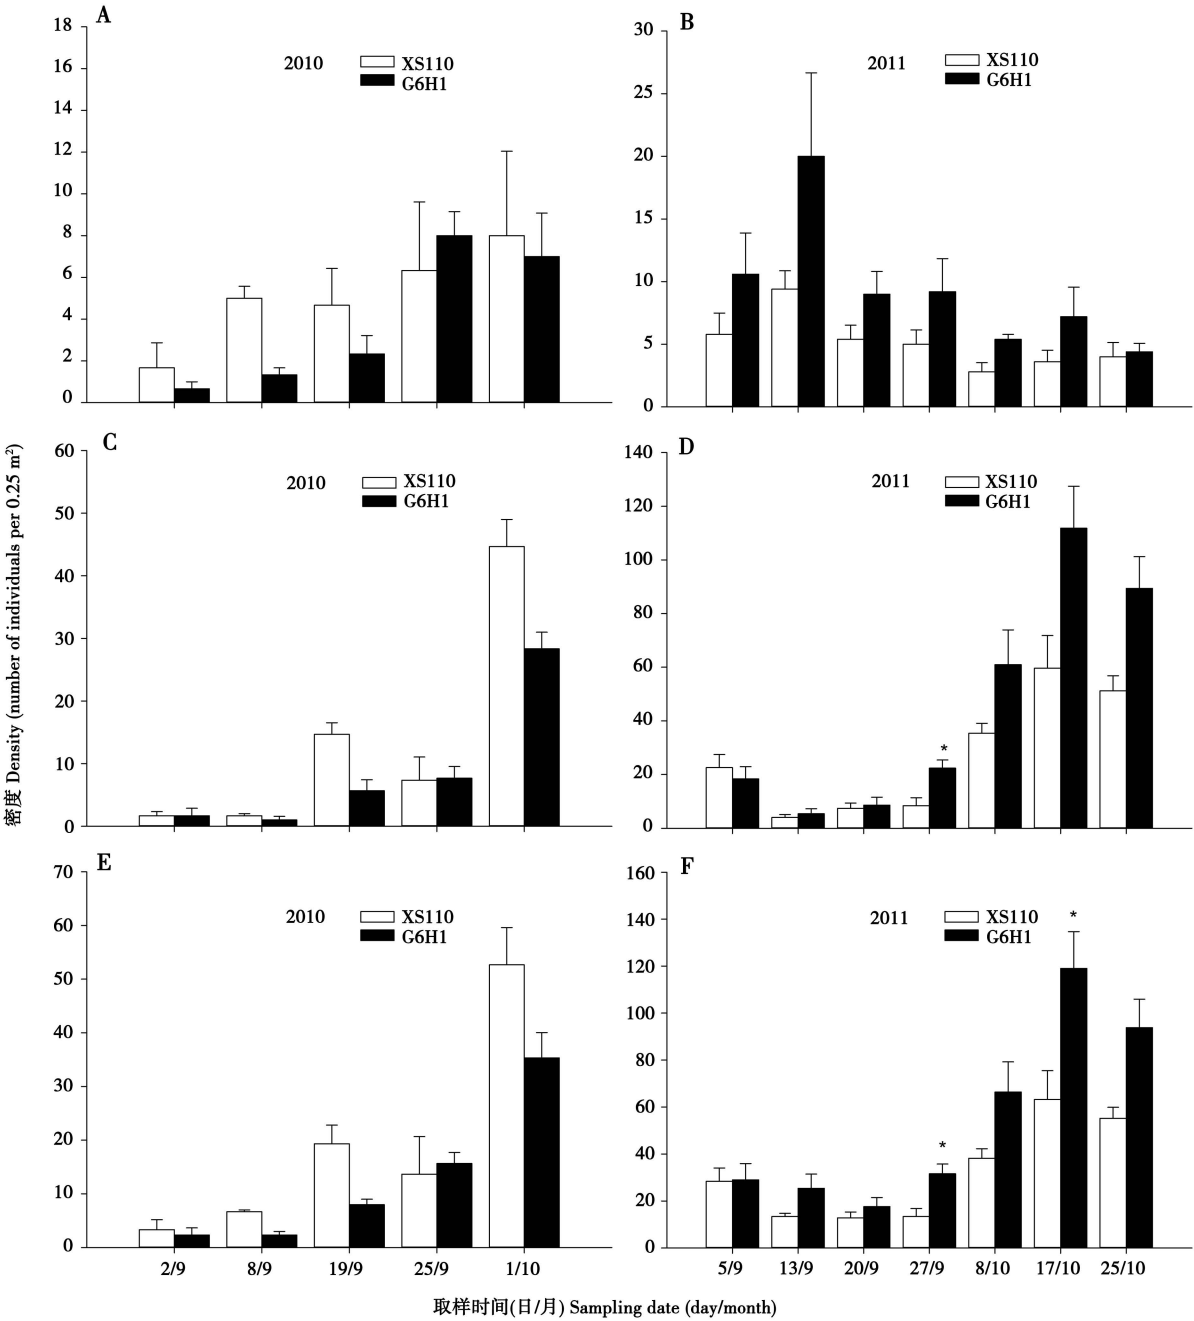 A
18
16
14
12
10
8
6
4
2
0
2010
XS110
G6H1
B
30
25
20
15
10
5
0
2011
XS110
G6H1
C
60
50
40
30
20
10
0
2010
XS110
G6H1
D
140
120
100
80
60
40
20
0
2011
XS110
G6H1
*
E
70
60
50
40
30
20
10
0
2010
XS110
G6H1
2/9 8/9 19/9 25/9 1/10
F
160
140
120
100
80
60
40
20
0
2011
XS110
G6H1
*
*
5/9 13/9 20/9 27/9 8/10 17/10 25/10
密度 Density (number of individuals per 0.25 m²)
取样时间(日/月) Sampling date (day/month)